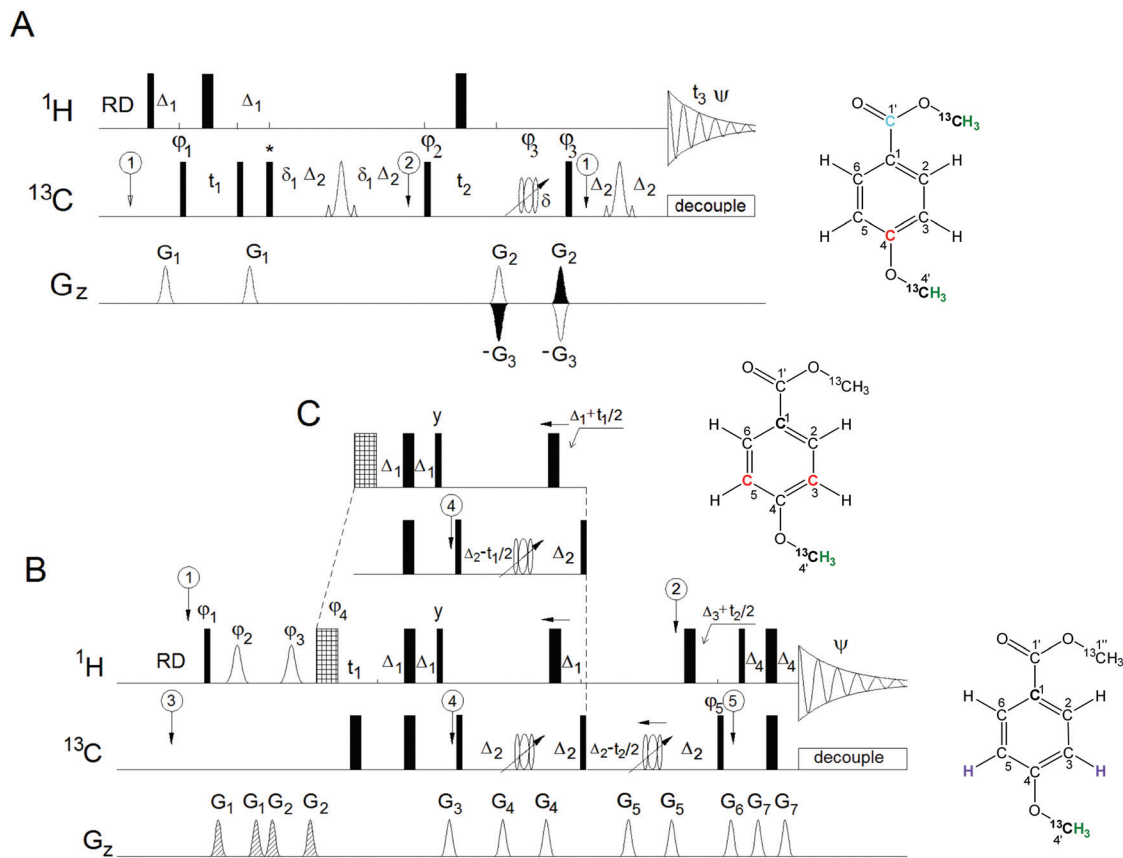 A
¹H RD Δ₁ Δ₁ t₃ ψ
φ₁ * φ₂ φ₃ φ₃
1 2 1
¹³C t₁ δ₁ Δ₂ δ₁ Δ₂ t₂ δ Δ₂ Δ₂
decouple
G_z G₁ G₁ G₂ G₂
-G₃ -G₃
O 1' O ¹³CH₃
C
1
H 6 2 H
H 5 3 H
C 4
O 4'
¹³CH₃
C
y Δ₁+t₁/2
Δ₁ Δ₁
4
Δ₂-t₁/2 Δ₂
O 1' O ¹³CH₃
C
1
H 6 2 H
H C 5 C 3 H
4
O
¹³CH₃
4'
B
1 2
φ₁ φ₂ φ₃ φ₄ y Δ₃+t₂/2
¹H RD t₁ Δ₁ Δ₁ Δ₁ Δ₄ Δ₄ ψ
3 4 φ₅ 5
¹³C Δ₂ Δ₂ Δ₂-t₂/2 Δ₂
decouple
G_z G₁ G₁ G₂ G₂ G₃ G₄ G₄ G₅ G₅ G₆ G₇ G₇
O 1' O 1'' ¹³CH₃
C
1
H 6 2 H
H 5 3 H
4
O
¹³CH₃
4'